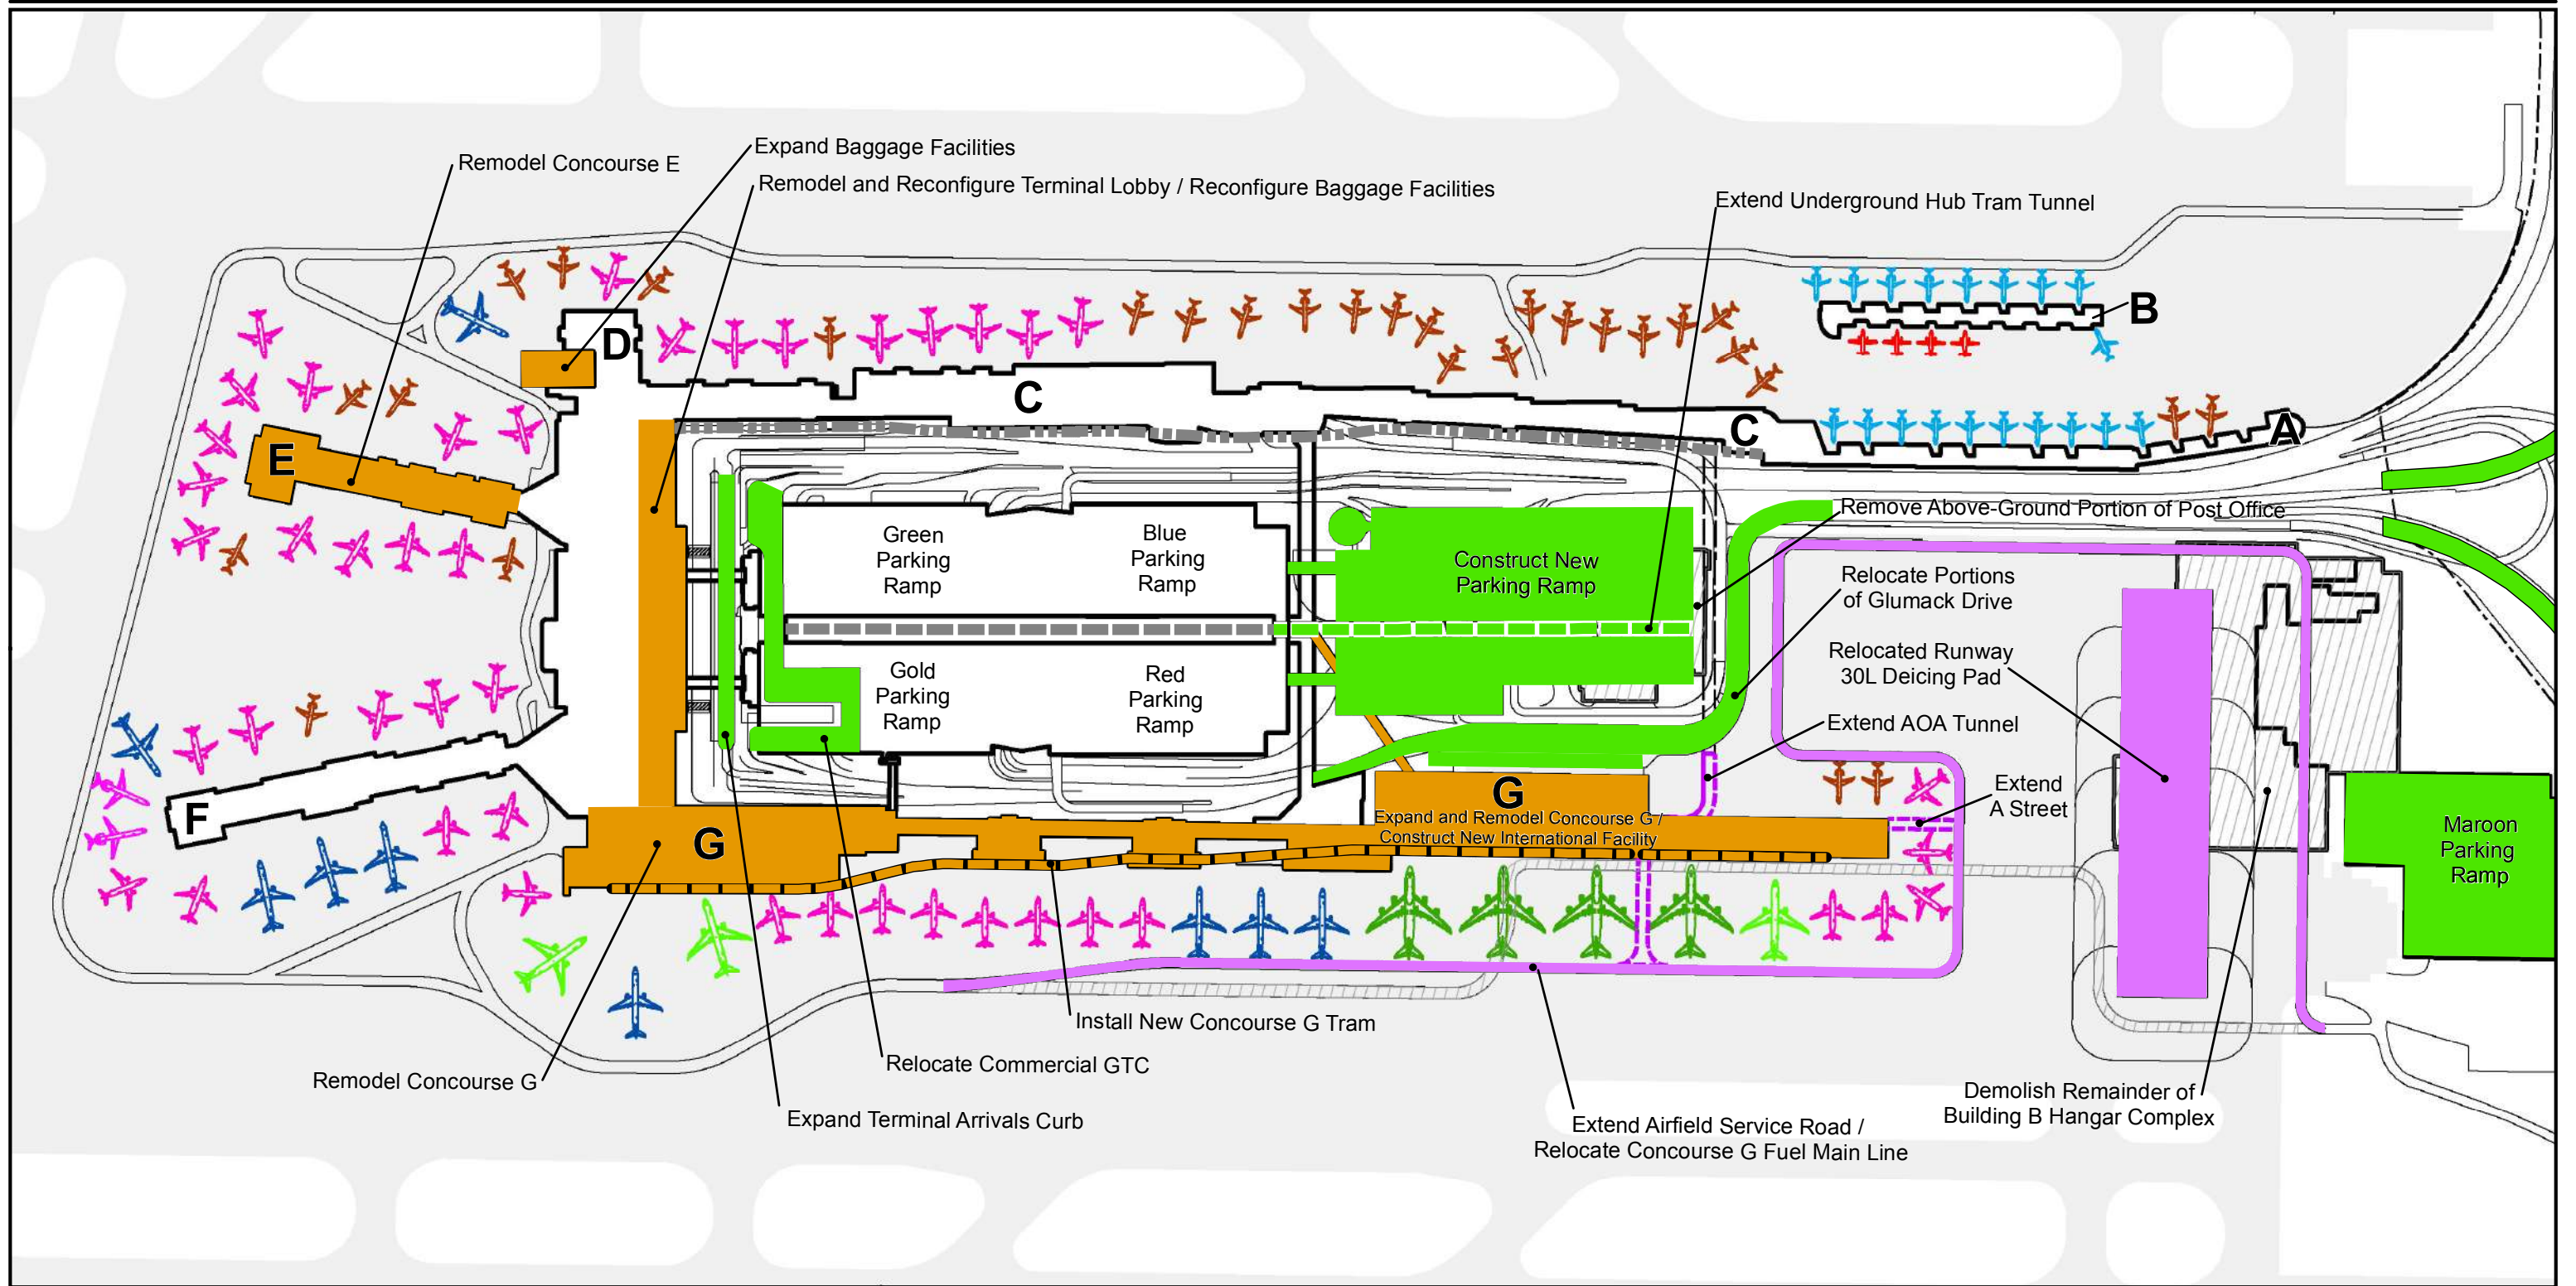 Expand Baggage Facilities
Remodel Concourse E
Remodel and Reconfigure Terminal Lobby / Reconfigure Baggage Facilities
Extend Underground Hub Tram Tunnel
B
D
C
C
A
E
Remove Above-Ground Portion of Post Office
Green
Parking
Ramp
Blue
Parking
Ramp
Construct New
Parking Ramp
Relocate Portions
of Glumack Drive
Relocated Runway
30L Deicing Pad
Gold
Parking
Ramp
Red
Parking
Ramp
Extend AOA Tunnel
Extend
A Street
G
Expand and Remodel Concourse G /
Construct New International Facility
F
G
Maroon
Parking
Ramp
Install New Concourse G Tram
Relocate Commercial GTC
Remodel Concourse G
Expand Terminal Arrivals Curb
Demolish Remainder of
Building B Hangar Complex
Extend Airfield Service Road /
Relocate Concourse G Fuel Main Line